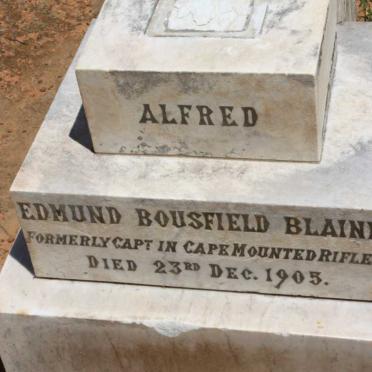 ALFRED
EDMUND BOUSFIELD BLAIN
FORMERLY CAPT IN CAPE MOUNTED RIFLE
DIED 23RD DEC. 1905.